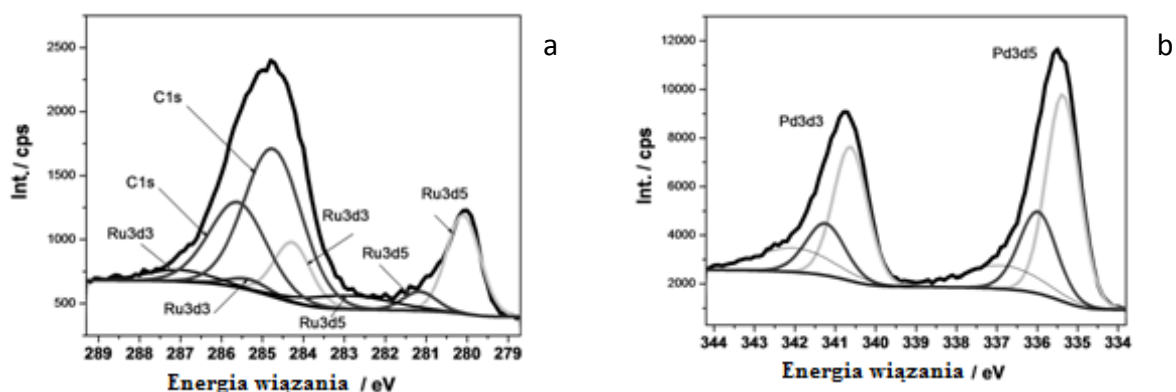 a
2500
2000
1500
1000
500
Int./ cps
C1s
C1s
Ru3d3
Ru3d3
Ru3d3
Ru3d5
Ru3d5
Ru3d5
289 288 287 286 285 284 283 282 281 280 279
Energia wiązania / eV
b
12000
10000
8000
6000
4000
2000
Int. / cps
Pd3d3
Pd3d5
344 343 342 341 340 339 338 337 336 335 334
Energia wiązania / eV